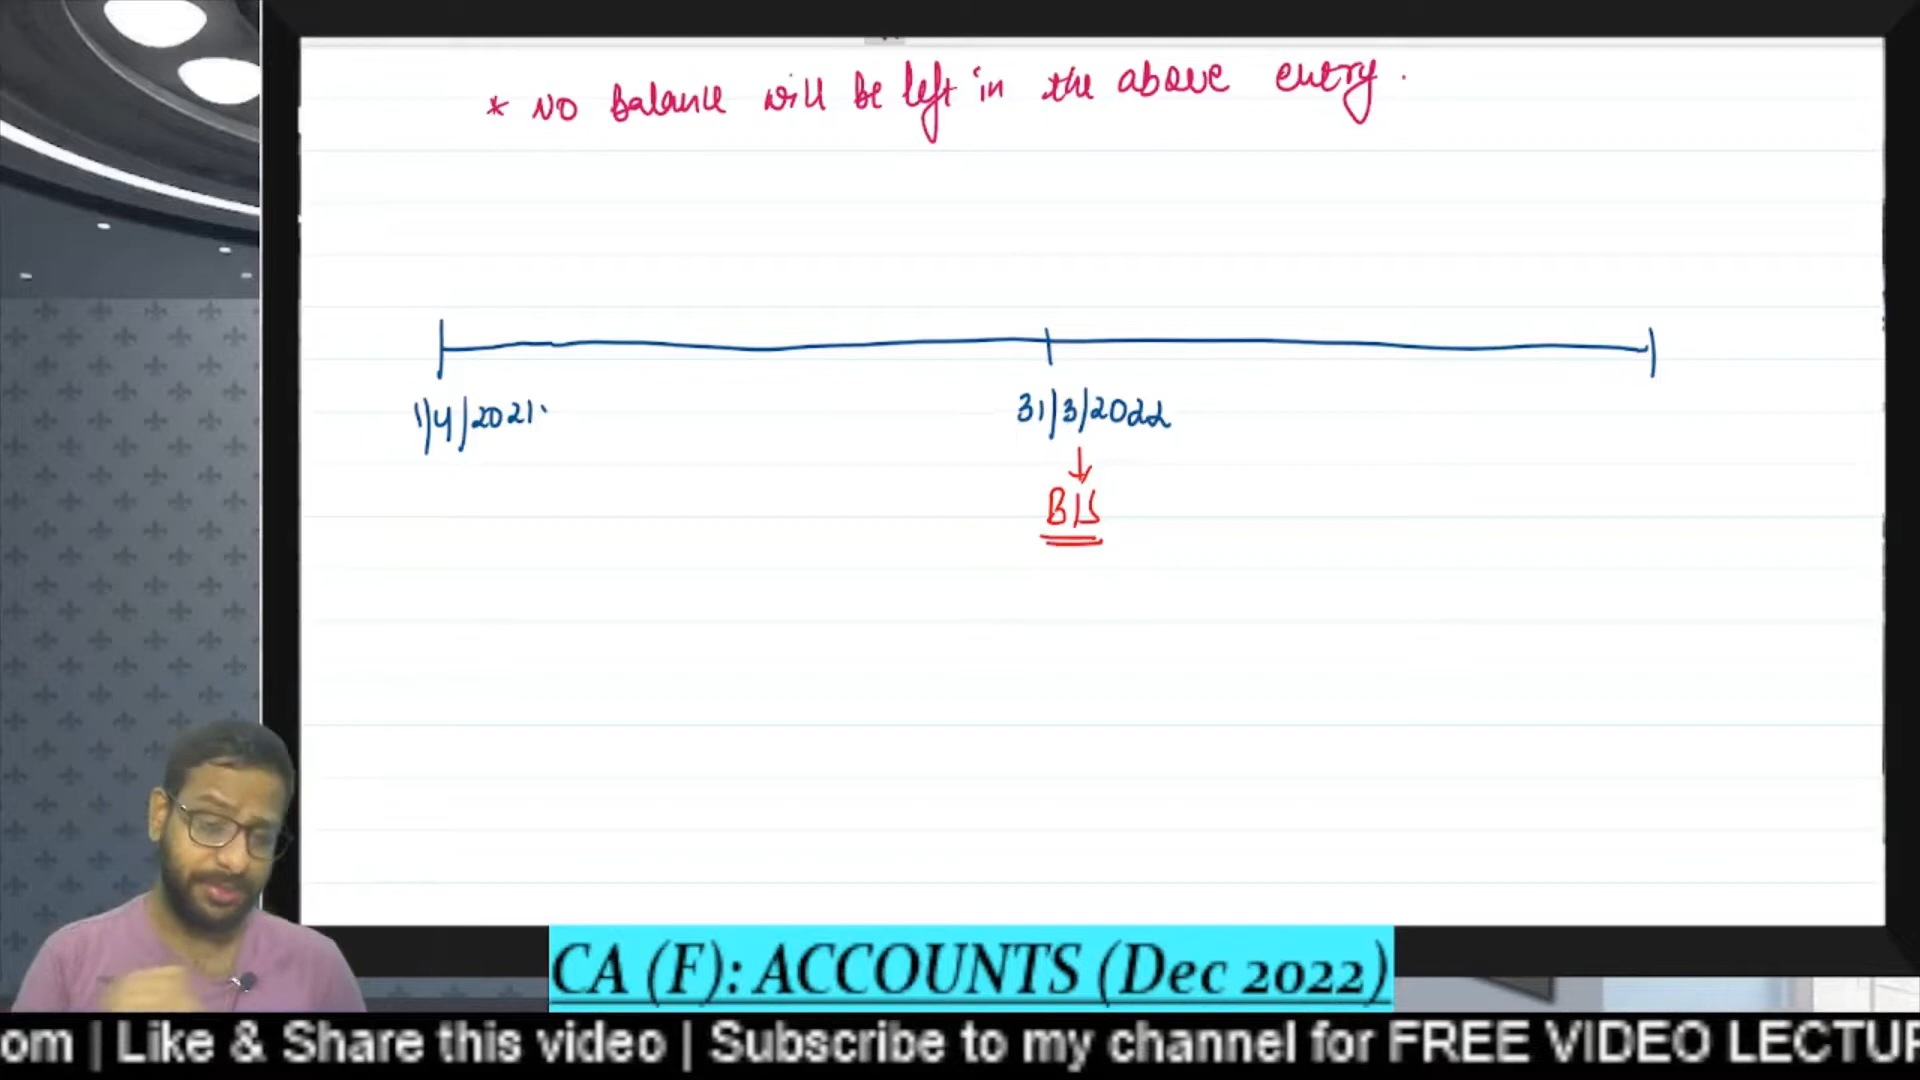 * No Balance will be left in the above entry.
1/4/2021
31/3/2022
B/S
CA (F): ACCOUNTS (Dec 2022)
om | Like & Share this video | Subscribe to my channel for FREE VIDEO LECTUR